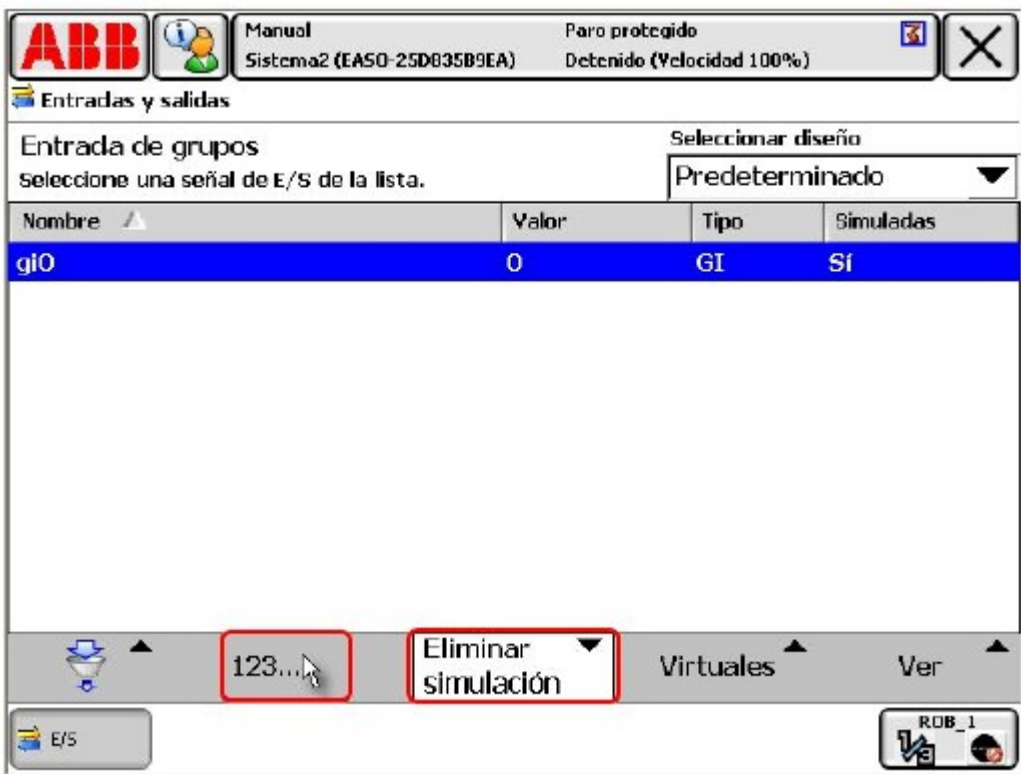 ABB
Manual
Sistema2 (EASO-25D835B9EA)
Paro protegido
Detenido (Velocidad 100%)
Entradas y salidas
Entrada de grupos
Seleccione una señal de E/S de la lista.
Seleccionar diseño
Predeterminado
Nombre Valor Tipo Simuladas
gi0 0 GI Sí
123...
Eliminar
simulación
Virtuales
Ver
E/S
ROB_1
1/3